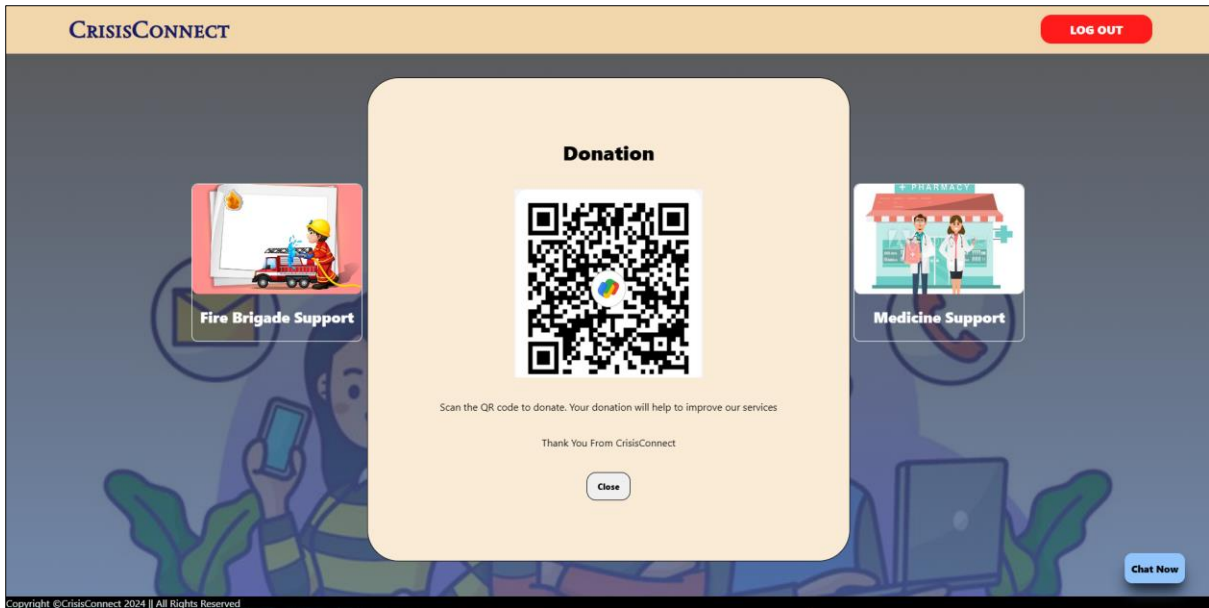 CRISISCONNECT
LOG OUT
Donation
+ PHARMACY
Fire Brigade Support
Medicine Support
Scan the QR code to donate. Your donation will help to improve our services
Thank You From CrisisConnect
Close
Chat Now
Copyright ©CrisisConnect 2024 || All Rights Reserved